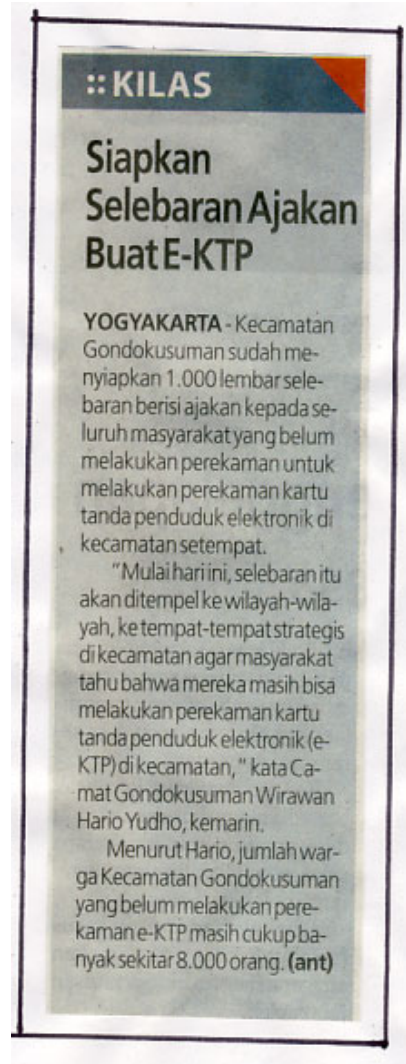 :: KILAS
Siapkan
Selebaran Ajakan
Buat E-KTP
YOGYAKARTA - Kecamatan
Gondokusuman sudah me-
nyiapkan 1.000 lembar sele-
baran berisi ajakan kepada se-
luruh masyarakat yang belum
melakukan perekaman untuk
melakukan perekaman kartu
tanda penduduk elektronik di
kecamatan setempat.
"Mulai hari ini, selebaran itu
akan ditempel ke wilayah-wila-
yah, ke tempat-tempat strategis
di kecamatan agar masyarakat
tahu bahwa mereka masih bisa
melakukan perekaman kartu
tanda penduduk elektronik (e-
KTP) di kecamatan," kata Ca-
mat Gondokusuman Wirawan
Hario Yudho, kemarin.
Menurut Hario, jumlah war-
ga Kecamatan Gondokusuman
yang belum melakukan pere-
kaman e-KTP masih cukup ba-
nyak sekitar 8.000 orang. (ant)